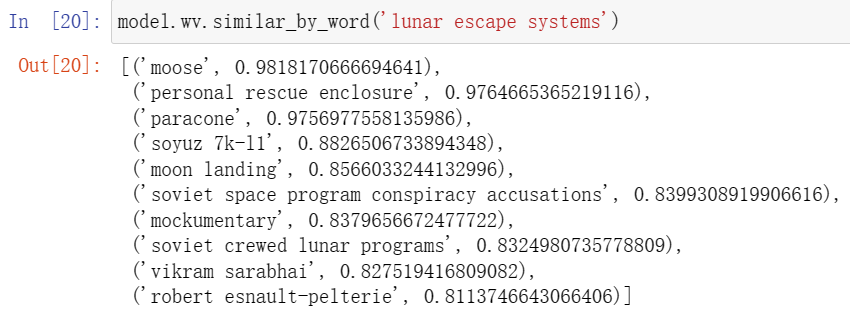 In [20]: model.wv.similar_by_word('lunar escape systems')
Out[20]: [('moose', 0.9818170666694641),
('personal rescue enclosure', 0.9764665365219116),
('paracone', 0.9756977558135986),
('soyuz 7k-l1', 0.8826506733894348),
('moon landing', 0.8566033244132996),
('soviet space program conspiracy accusations', 0.8399308919906616),
('mockumentary', 0.8379656672477722),
('soviet crewed lunar programs', 0.8324980735778809),
('vikram sarabhai', 0.827519416809082),
('robert esnault-pelterie', 0.8113746643066406)]